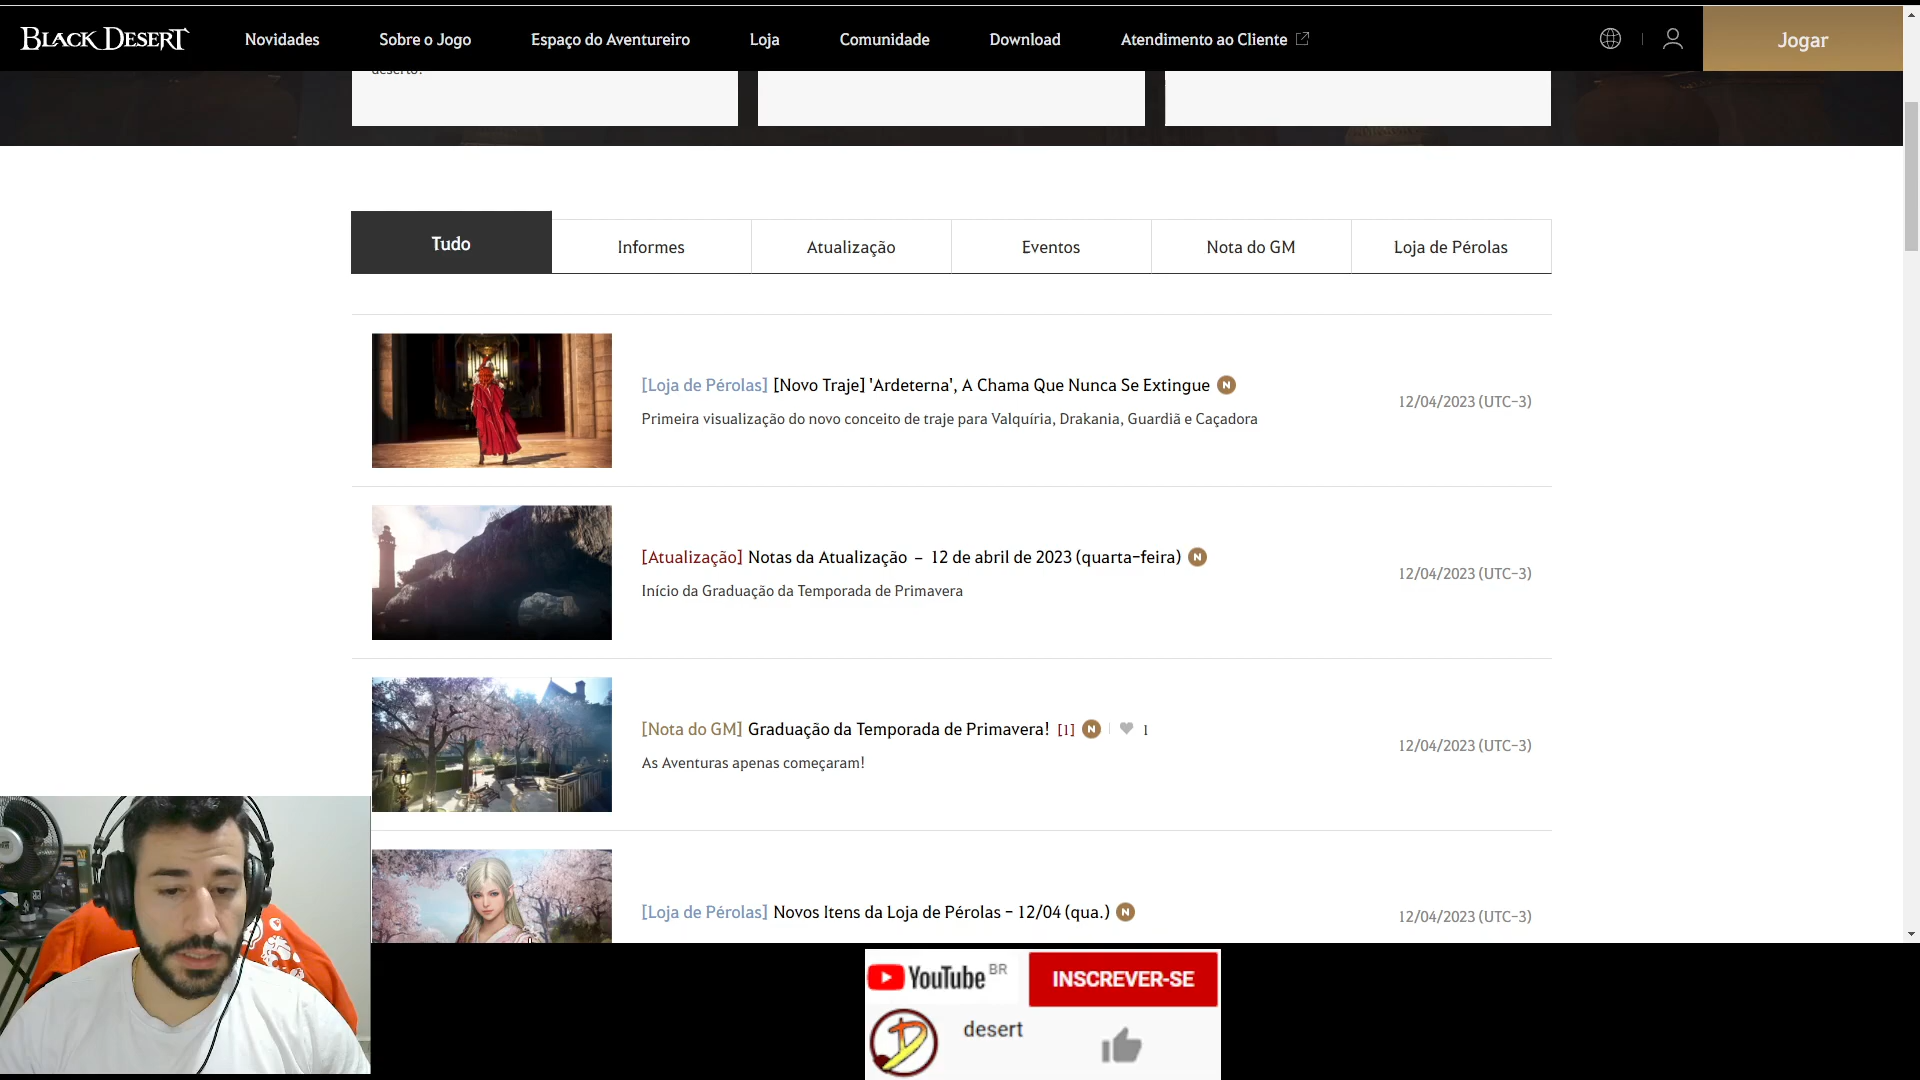 BLACK DESERT
Novidades
Sobre o Jogo
Espaço do Aventureiro
Loja
Comunidade
Download
Atendimento ao Cliente
Jogar
deserto!
Tudo
Informes
Atualização
Eventos
Nota do GM
Loja de Pérolas
[Loja de Pérolas] [Novo Traje] 'Ardeterna', A Chama Que Nunca Se Extingue N
Primeira visualização do novo conceito de traje para Valquíria, Drakania, Guardiã e Caçadora
12/04/2023 (UTC-3)
[Atualização] Notas da Atualização – 12 de abril de 2023 (quarta-feira) N
Início da Graduação da Temporada de Primavera
12/04/2023 (UTC-3)
[Nota do GM] Graduação da Temporada de Primavera! [1] N 1
As Aventuras apenas começaram!
12/04/2023 (UTC-3)
[Loja de Pérolas] Novos Itens da Loja de Pérolas - 12/04 (qua.) N
12/04/2023 (UTC-3)
YouTube BR
INSCREVER-SE
D
desert